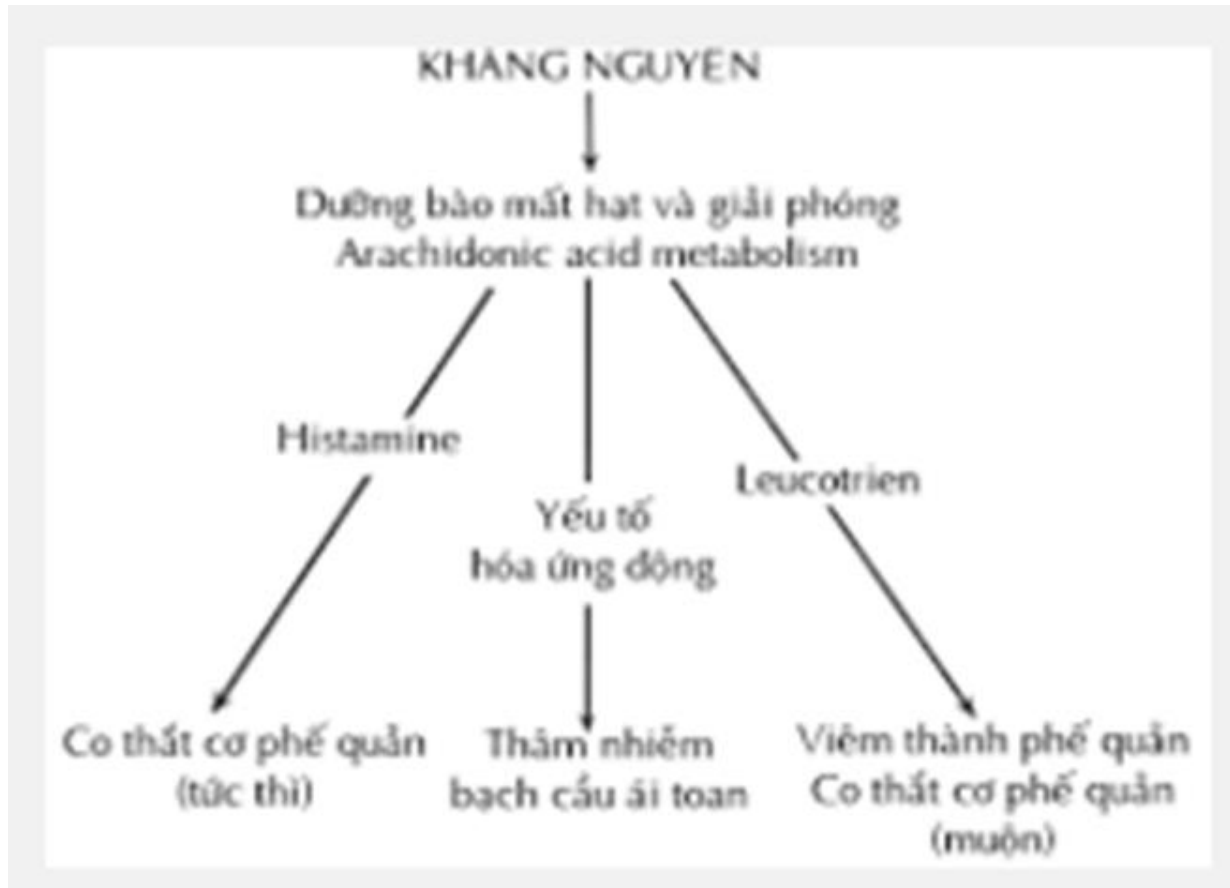 KHÁNG NGUYÊN
Dưỡng bào mất hạt và giải phóng
Arachidonic acid metabolism
Histamine
Leucotrien
Yếu tố
hóa ứng động
Co thắt cơ phế quản
(tức thì)
Thâm nhiễm
bạch cầu ái toan
Viêm thành phế quản
Co thắt cơ phế quản
(muộn)